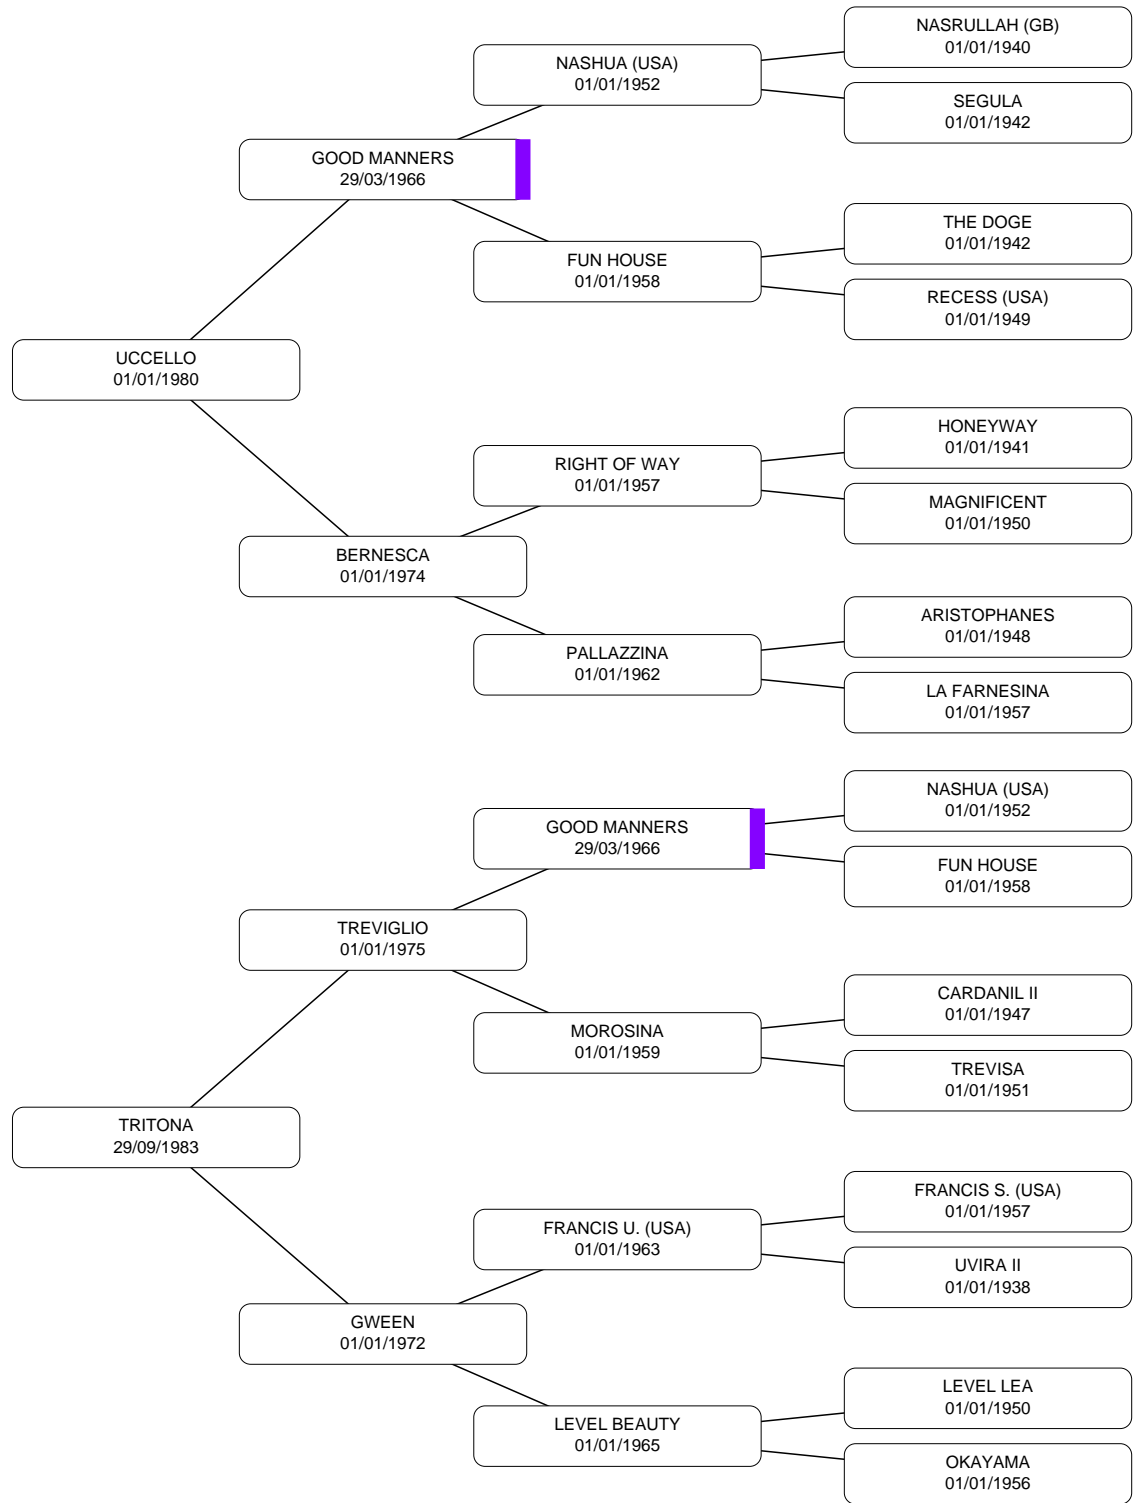 NASRULLAH (GB)
01/01/1940
NASHUA (USA)
01/01/1952
SEGULA
01/01/1942
GOOD MANNERS
29/03/1966
THE DOGE
01/01/1942
FUN HOUSE
01/01/1958
RECESS (USA)
01/01/1949
UCCELLO
01/01/1980
HONEYWAY
01/01/1941
RIGHT OF WAY
01/01/1957
MAGNIFICENT
01/01/1950
BERNESCA
01/01/1974
ARISTOPHANES
01/01/1948
PALLAZZINA
01/01/1962
LA FARNESINA
01/01/1957
NASHUA (USA)
01/01/1952
GOOD MANNERS
29/03/1966
FUN HOUSE
01/01/1958
TREVIGLIO
01/01/1975
CARDANIL II
01/01/1947
MOROSINA
01/01/1959
TREVISA
01/01/1951
TRITONA
29/09/1983
FRANCIS S. (USA)
01/01/1957
FRANCIS U. (USA)
01/01/1963
UVIRA II
01/01/1938
GWEEN
01/01/1972
LEVEL LEA
01/01/1950
LEVEL BEAUTY
01/01/1965
OKAYAMA
01/01/1956